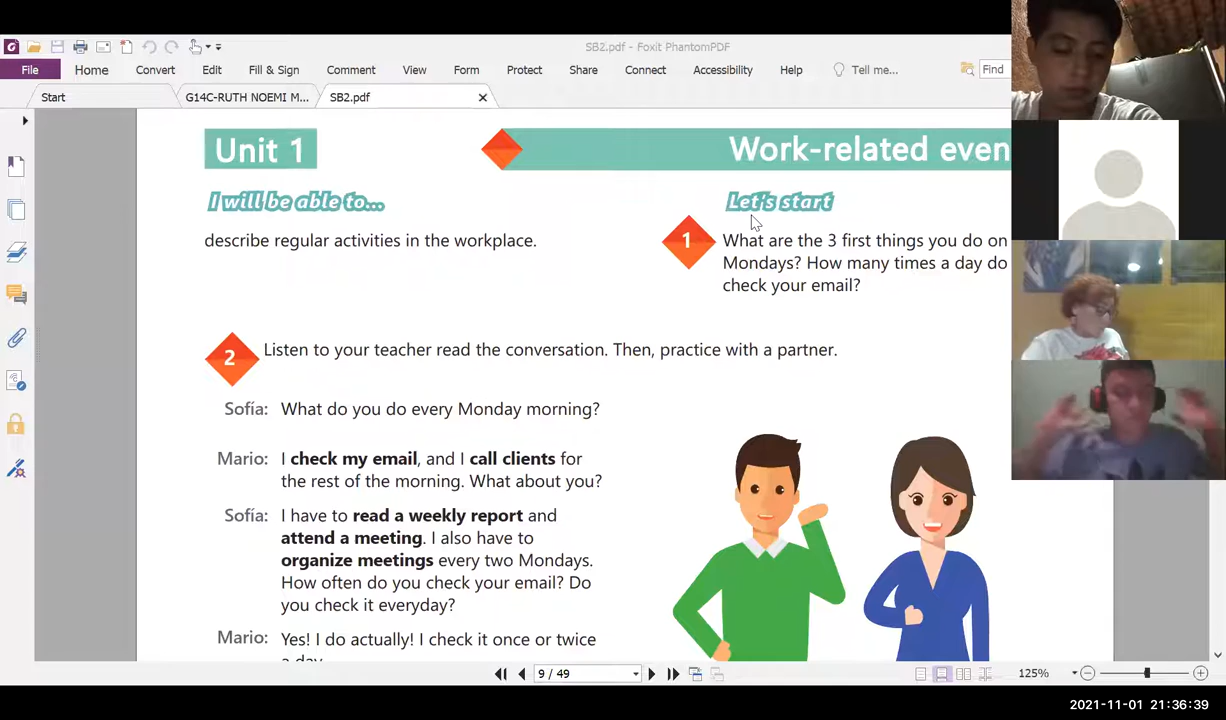 SB2.pdf - Foxit PhantomPDF
File Home Convert Edit Fill & Sign Comment View Form Protect Share Connect Accessibility Help Tell me... Find
Start G14C-RUTH NOEMI M... SB2.pdf
Unit 1
Work-related even
I will be able to...
Let's start
describe regular activities in the workplace.
1
What are the 3 first things you do on
Mondays? How many times a day do
check your email?
2
Listen to your teacher read the conversation. Then, practice with a partner.
Sofía: What do you do every Monday morning?
Mario: I check my email, and I call clients for
the rest of the morning. What about you?
Sofía: I have to read a weekly report and
attend a meeting. I also have to
organize meetings every two Mondays.
How often do you check your email? Do
you check it everyday?
Mario: Yes! I do actually! I check it once or twice
a day
9 / 49
125%
2021-11-01 21:36:39